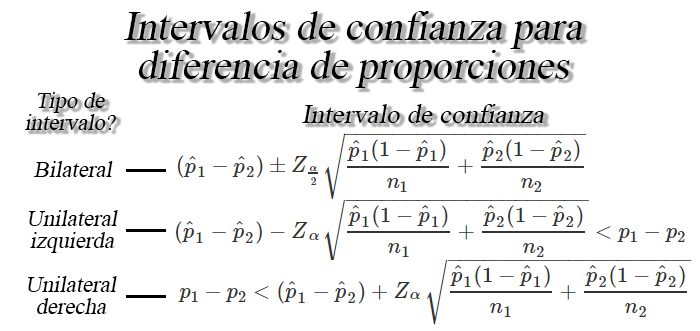 Intervalos de confianza para
diferencia de proporciones
Tipo de
intervalo?
Intervalo de confianza
Bilateral — $(\hat{p}_1 - \hat{p}_2) \pm Z_{\frac{\alpha}{2}} \sqrt{\frac{\hat{p}_1(1-\hat{p}_1)}{n_1} + \frac{\hat{p}_2(1-\hat{p}_2)}{n_2}}$
Unilateral
izquierda — $(\hat{p}_1 - \hat{p}_2) - Z_{\alpha} \sqrt{\frac{\hat{p}_1(1-\hat{p}_1)}{n_1} + \frac{\hat{p}_2(1-\hat{p}_2)}{n_2}} < p_1 - p_2$
Unilateral
derecha — $p_1 - p_2 < (\hat{p}_1 - \hat{p}_2) + Z_{\alpha} \sqrt{\frac{\hat{p}_1(1-\hat{p}_1)}{n_1} + \frac{\hat{p}_2(1-\hat{p}_2)}{n_2}}$